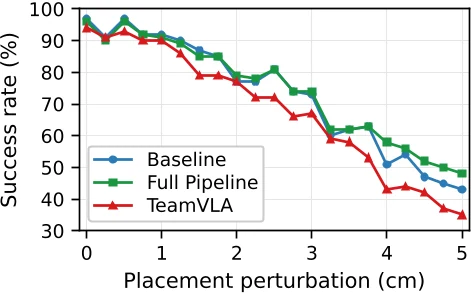 Success rate (%)
100
90
80
70
60
50
40
30
Baseline
Full Pipeline
TeamVLA
0 1 2 3 4 5
Placement perturbation (cm)